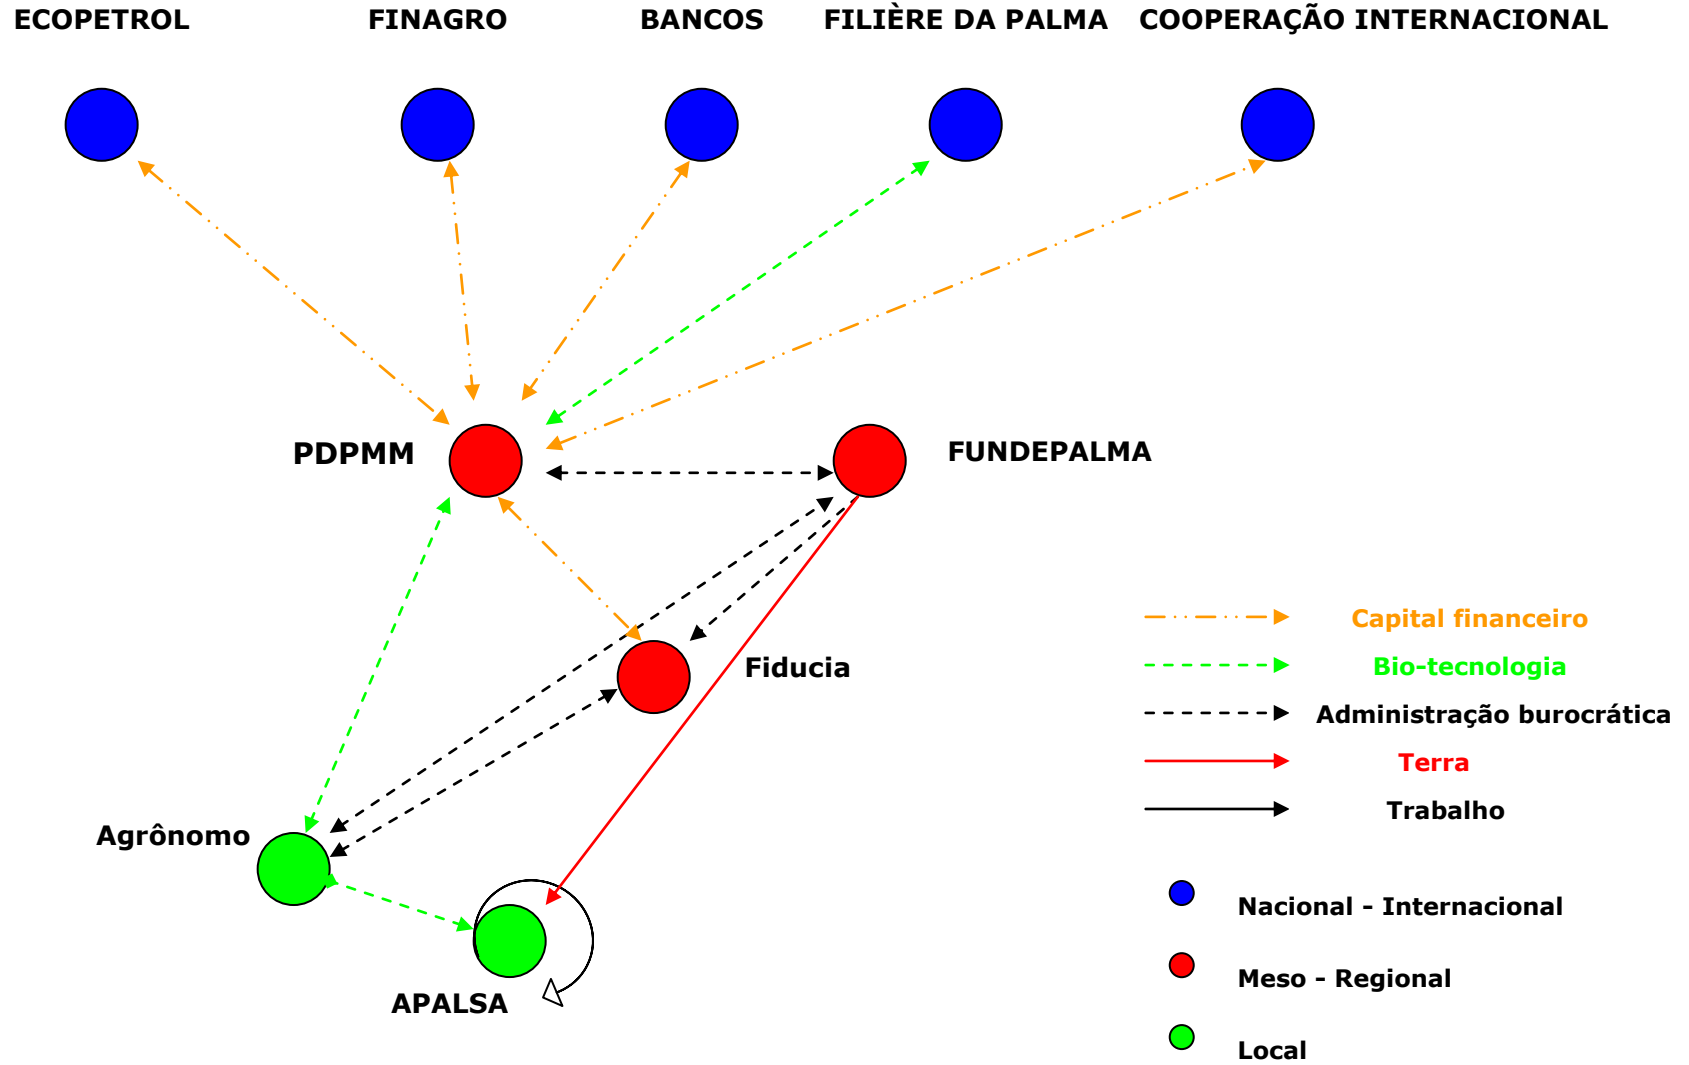 ECOPETROL
FINAGRO
BANCOS
FILIÈRE DA PALMA
COOPERAÇÃO INTERNACIONAL
PDPMM
FUNDEPALMA
Fiducia
Agrônomo
APALSA
Capital financeiro
Bio-tecnologia
Administração burocrática
Terra
Trabalho
Nacional - Internacional
Meso - Regional
Local